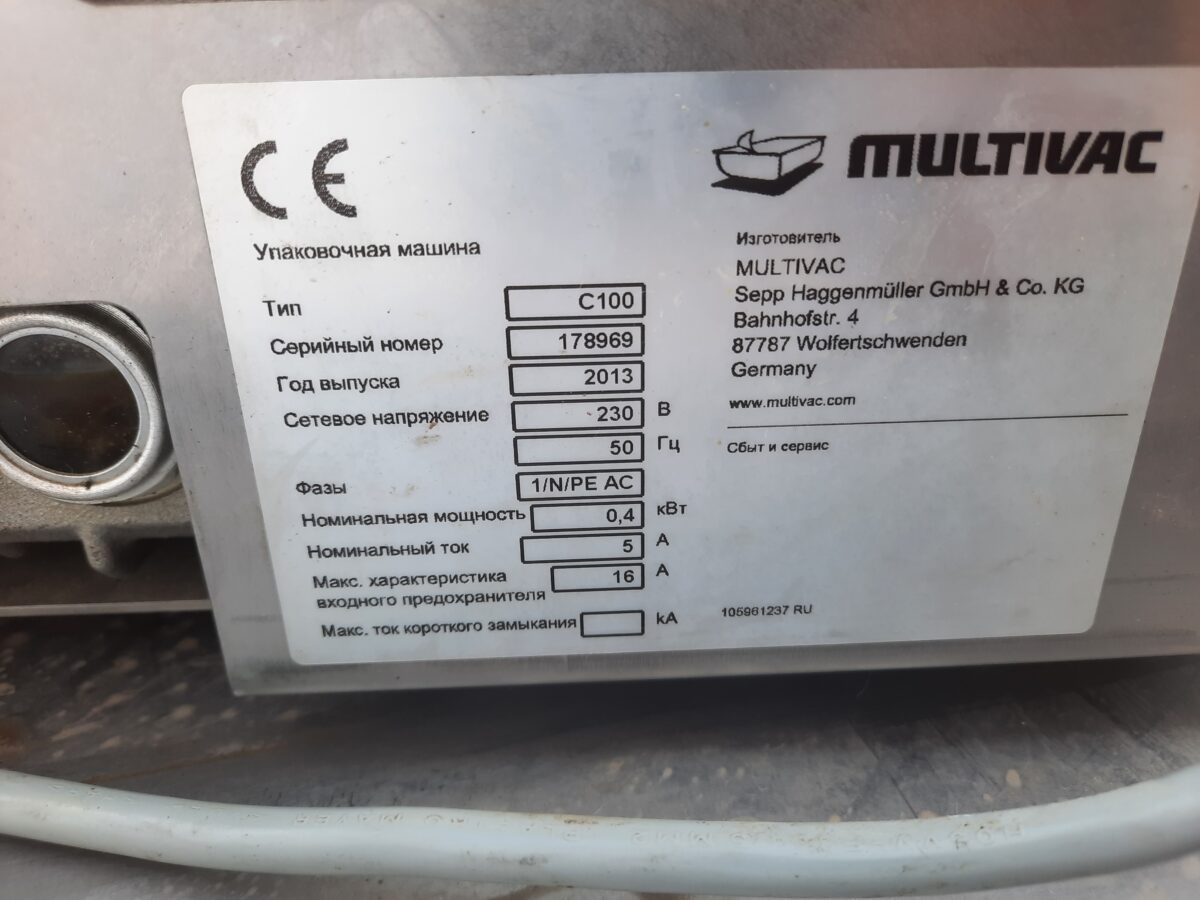 CE
MULTIVAC
Упаковочная машина
Тип C100
Серийный номер 178969
Год выпуска 2013
Сетевое напряжение 230 В
50 Гц
Фазы 1/N/PE AC
Номинальная мощность 0,4 кВт
Номинальный ток 5 А
Макс. характеристика
входного предохранителя 16 А
Макс. ток короткого замыкания kA
Изготовитель
MULTIVAC
Sepp Haggenmüller GmbH & Co. KG
Bahnhofstr. 4
87787 Wolfertschwenden
Germany
www.multivac.com
Сбыт и сервис
105961237 RU